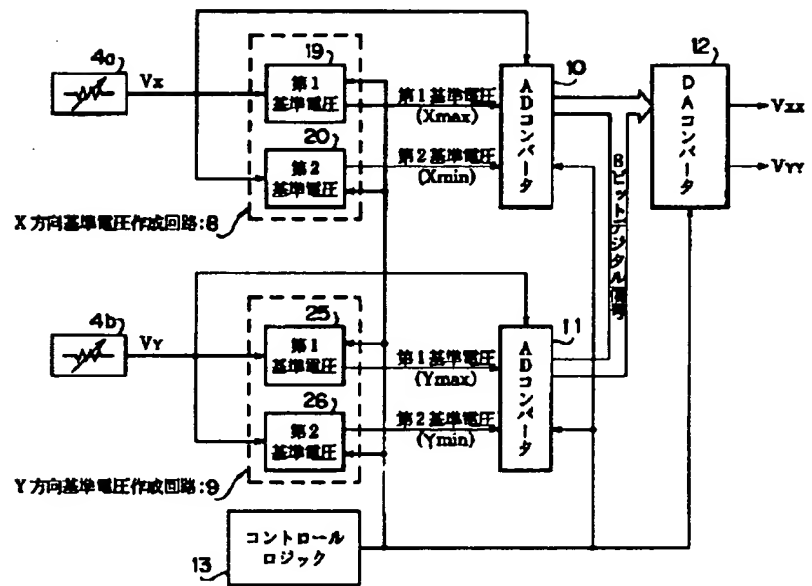 4a
VX
19
第1
基準電圧
第1基準電圧
(Xmax)
10
ADコンバータ
12
DAコンバータ
VXX
VYY
20
第2
基準電圧
第2基準電圧
(Xmin)
X方向基準電圧作成回路:8
8ビットデジタル信号
4b
VY
25
第1
基準電圧
第1基準電圧
(Ymax)
11
ADコンバータ
26
第2
基準電圧
第2基準電圧
(Ymin)
Y方向基準電圧作成回路:9
コントロール
ロジック
13